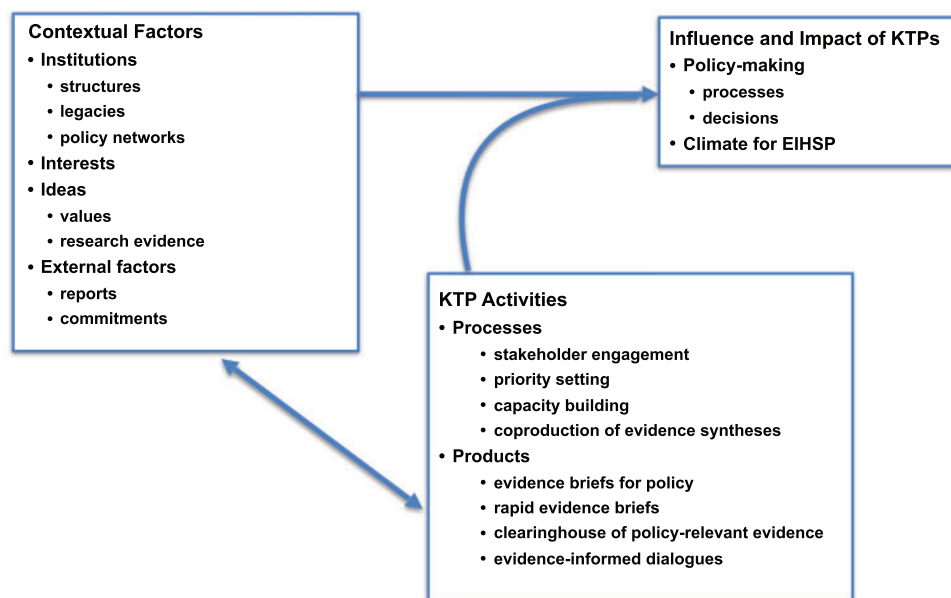 Contextual Factors
• Institutions
• structures
• legacies
• policy networks
• Interests
• Ideas
• values
• research evidence
• External factors
• reports
• commitments
Influence and Impact of KTPs
• Policy-making
• processes
• decisions
• Climate for EIHSP
KTP Activities
• Processes
• stakeholder engagement
• priority setting
• capacity building
• coproduction of evidence syntheses
• Products
• evidence briefs for policy
• rapid evidence briefs
• clearinghouse of policy-relevant evidence
• evidence-informed dialogues